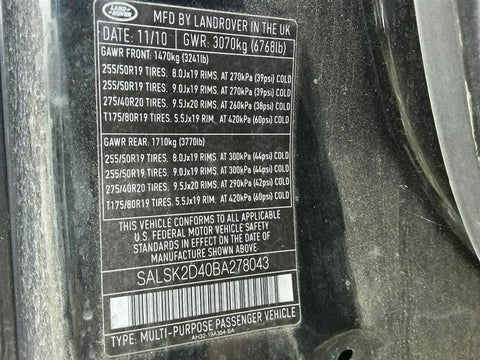 LAND
ROVER
MFD BY LANDROVER IN THE UK
DATE: 11/10 GWR: 3070kg (6768lb)
GAWR FRONT: 1470kg (3241lb)
255/50R19 TIRES. 8.0Jx19 RIMS. AT 270kPa (39psi) COLD
255/50R19 TIRES. 9.0Jx19 RIMS. AT 270kPa (39psi) COLD
275/40R20 TIRES. 9.5Jx20 RIMS. AT 260kPa (38psi) COLD
T175/80R19 TIRES. 5.5Jx19 RIM. AT 420kPa (60psi) COLD
GAWR REAR: 1710kg (3770lb)
255/50R19 TIRES. 8.0Jx19 RIMS. AT 300kPa (44psi) COLD
255/50R19 TIRES. 9.0Jx19 RIMS. AT 300kPa (44psi) COLD
275/40R20 TIRES. 9.5Jx20 RIMS. AT 290kPa (42psi) COLD
T175/80R19 TIRES. 5.5Jx19 RIM. AT 420kPa (60psi) COLD
THIS VEHICLE CONFORMS TO ALL APPLICABLE
U.S. FEDERAL MOTOR VEHICLE SAFETY
STANDARDS IN EFFECT ON THE DATE OF
MANUFACTURE SHOWN ABOVE
SALSK2D40BA278043
TYPE: MULTI-PURPOSE PASSENGER VEHICLE
AH32-19A364-BA